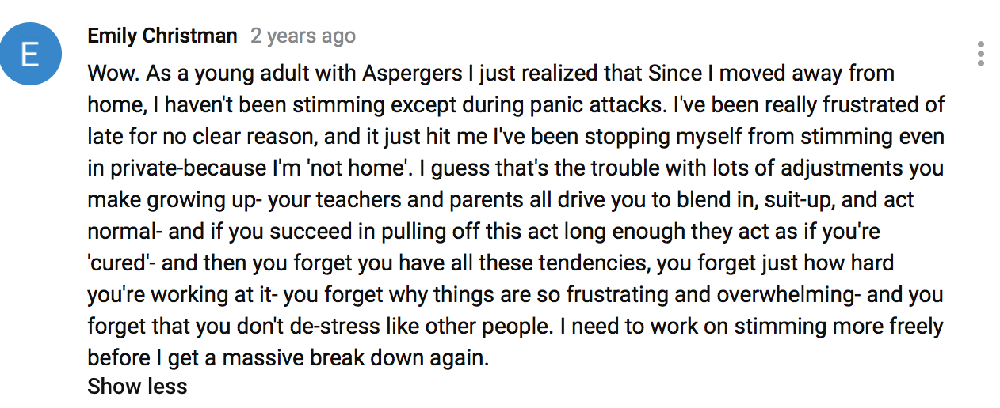 E
Emily Christman 2 years ago
Wow. As a young adult with Aspergers I just realized that Since I moved away from
home, I haven't been stimming except during panic attacks. I've been really frustrated of
late for no clear reason, and it just hit me I've been stopping myself from stimming even
in private-because I'm 'not home'. I guess that's the trouble with lots of adjustments you
make growing up- your teachers and parents all drive you to blend in, suit-up, and act
normal- and if you succeed in pulling off this act long enough they act as if you're
'cured'- and then you forget you have all these tendencies, you forget just how hard
you're working at it- you forget why things are so frustrating and overwhelming- and you
forget that you don't de-stress like other people. I need to work on stimming more freely
before I get a massive break down again.
Show less